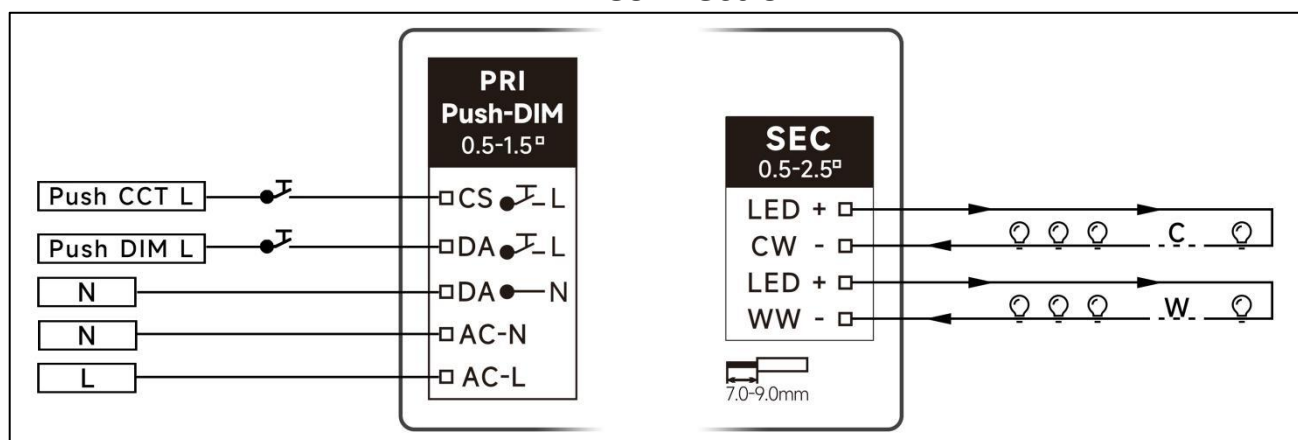 PRI
Push-DIM
0.5-1.5▫
Push CCT L
CS L
Push DIM L
DA L
N
DA N
N
AC-N
L
AC-L
SEC
0.5-2.5▫
LED + 
CW -
C
LED +
WW -
W
7.0-9.0mm